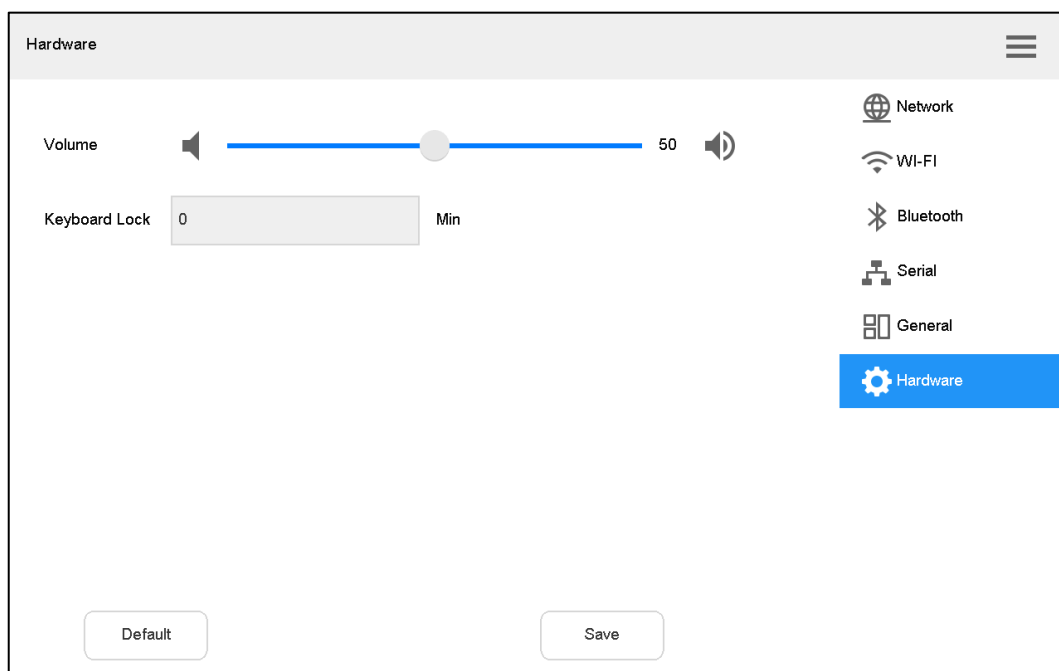 Hardware
Volume 50
Keyboard Lock 0 Min
Network
WI-FI
Bluetooth
Serial
General
Hardware
Default Save